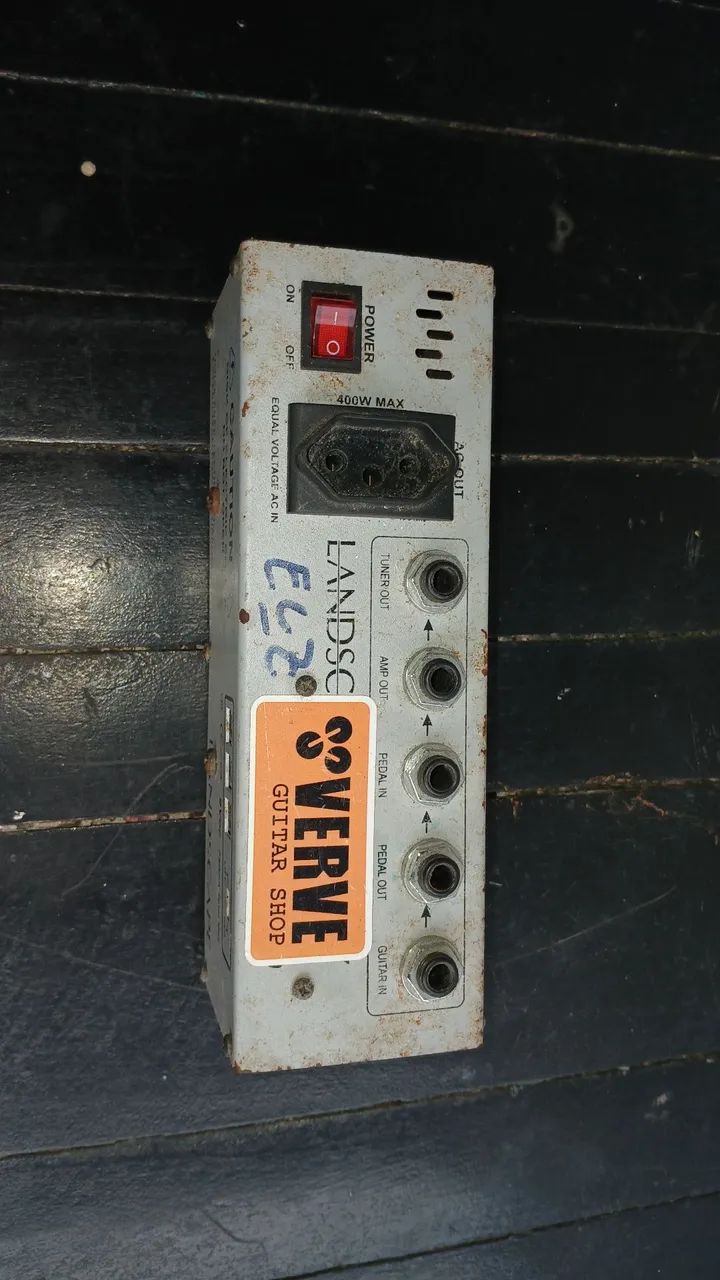 POWER
ON
OFF
I
O
400W MAX
AC OUT
EQUAL VOLTAGE AC IN
LANDSC
TUNER OUT
AMP OUT
PEDAL IN
PEDAL OUT
GUITAR IN
VERVE
GUITAR SHOP
CAUTION